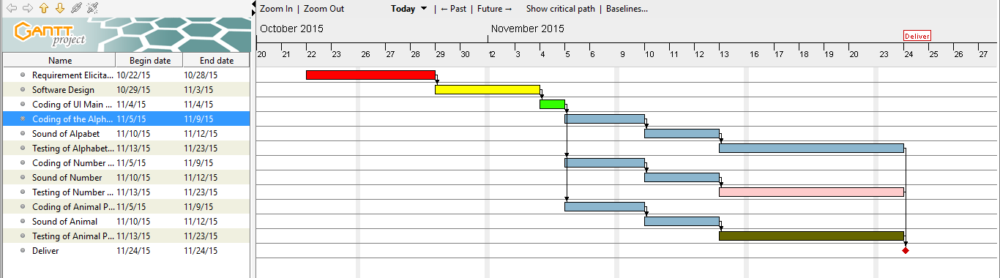 Zoom In | Zoom Out Today | ← Past | Future → Show critical path | Baselines...
GANTT
project
October 2015 November 2015
Deliver
20 21 22 23 26 27 28 29 30 12 3 4 5 6 9 10 11 12 13 16 17 18 19 20 23 24 25 26 27
Name Begin date End date
Requirement Elicita... 10/22/15 10/28/15
Software Design 10/29/15 11/3/15
Coding of UI Main ... 11/4/15 11/4/15
Coding of the Alph... 11/5/15 11/9/15
Sound of Alpabet 11/10/15 11/12/15
Testing of Alphabet... 11/13/15 11/23/15
Coding of Number ... 11/5/15 11/9/15
Sound of Number 11/10/15 11/12/15
Testing of Number ... 11/13/15 11/23/15
Coding of Animal P... 11/5/15 11/9/15
Sound of Animal 11/10/15 11/12/15
Testing of Animal P... 11/13/15 11/23/15
Deliver 11/24/15 11/24/15